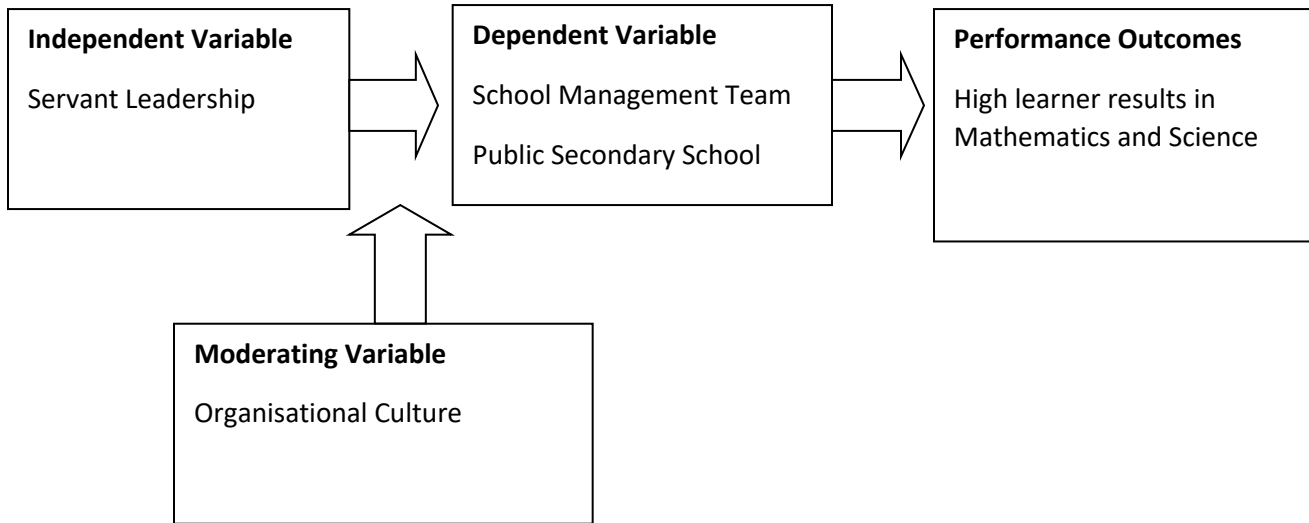 Independent Variable
Servant Leadership
Dependent Variable
School Management Team
Public Secondary School
Performance Outcomes
High learner results in
Mathematics and Science
Moderating Variable
Organisational Culture